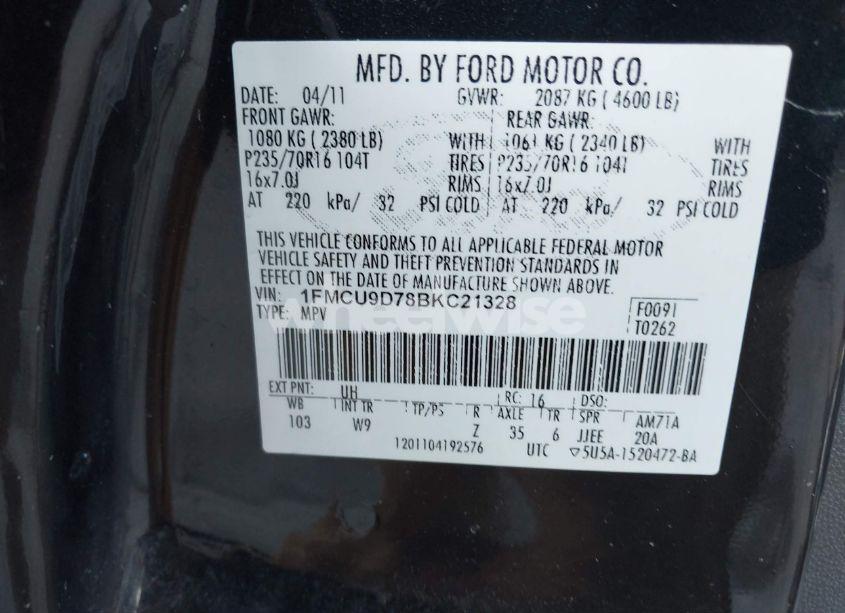 MFD. BY FORD MOTOR CO.
DATE: 04/11 GVWR: 2087 KG ( 4600 LB)
FRONT GAWR: REAR GAWR:
1080 KG ( 2380 LB) WITH 1061 KG ( 2340 LB) WITH
P235/70R16 104T TIRES P235/70R16 104T TIRES
16x7.0J RIMS 16x7.0J RIMS
AT 220 kPa/ 32 PSI COLD AT 220 kPa/ 32 PSI COLD
THIS VEHICLE CONFORMS TO ALL APPLICABLE FEDERAL MOTOR
VEHICLE SAFETY AND THEFT PREVENTION STANDARDS IN
EFFECT ON THE DATE OF MANUFACTURE SHOWN ABOVE.
VIN: 1FMCU9D78BKC21328 F0091
TYPE: MPV T0262
wheelwise
EXT PNT: UH RC: 16 DSO:
WB INT TR TP/PS R AXLE TR SPR AM71A
103 W9 Z 35 6 JJEE 20A
1201104192576 UTC ▽5U5A-1520472-BA